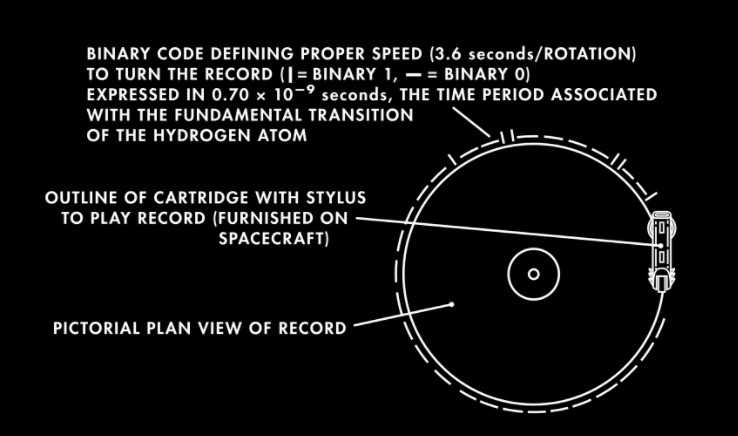 BINARY CODE DEFINING PROPER SPEED (3.6 seconds/ROTATION)
TO TURN THE RECORD (|= BINARY 1, — = BINARY 0)
EXPRESSED IN 0.70 × 10⁻⁹ seconds, THE TIME PERIOD ASSOCIATED
WITH THE FUNDAMENTAL TRANSITION
OF THE HYDROGEN ATOM
OUTLINE OF CARTRIDGE WITH STYLUS
TO PLAY RECORD (FURNISHED ON
SPACECRAFT)
PICTORIAL PLAN VIEW OF RECORD